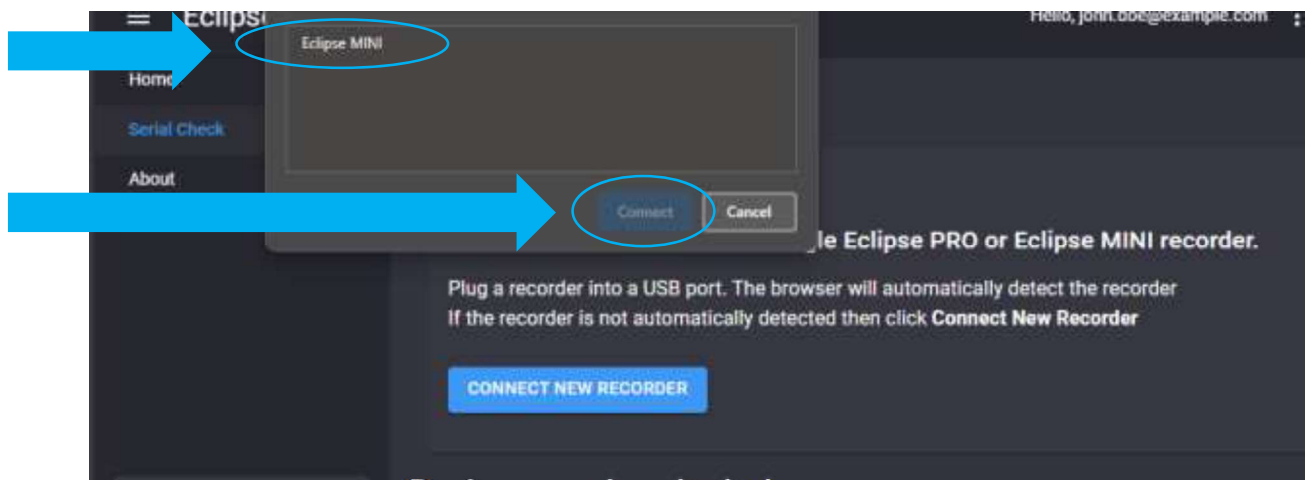 Hello, john.doe@example.com
Eclipse MINI
Home
Serial Check
About
Connect
Cancel
le Eclipse PRO or Eclipse MINI recorder.
Plug a recorder into a USB port. The browser will automatically detect the recorder
If the recorder is not automatically detected then click Connect New Recorder
CONNECT NEW RECORDER